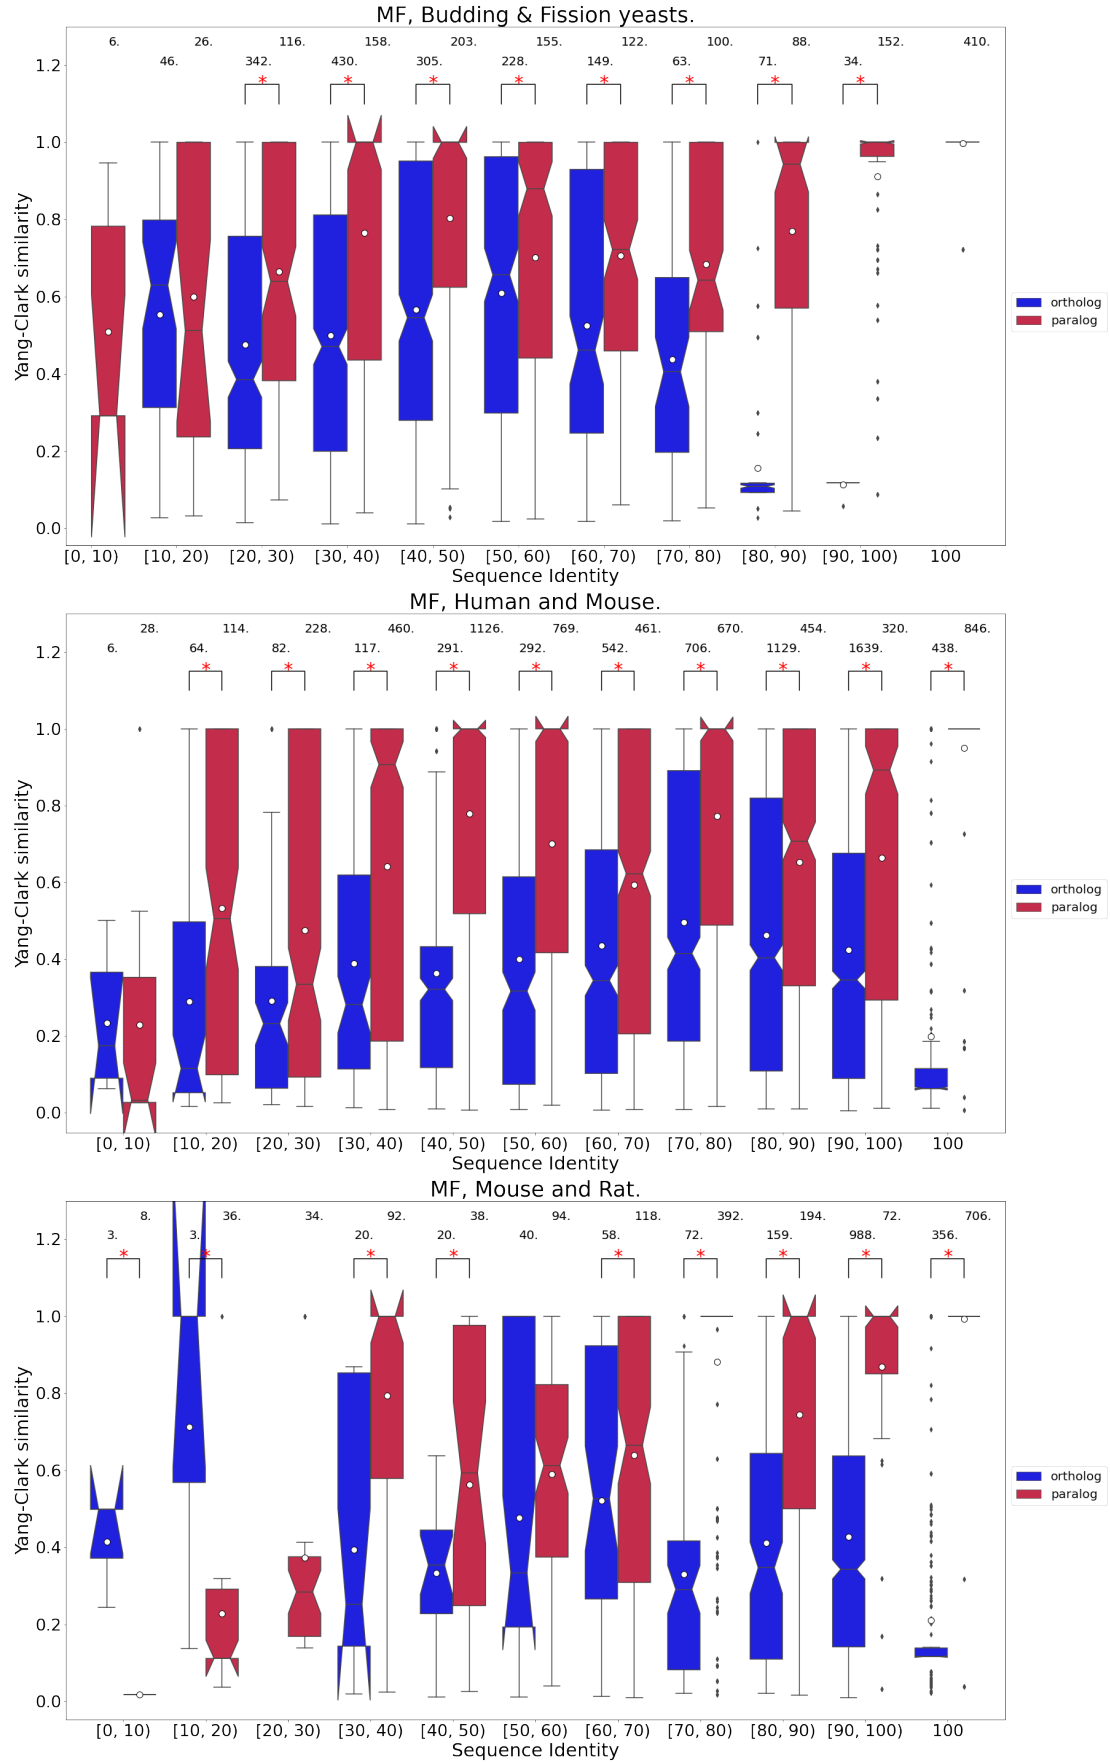 MF, Budding & Fission yeasts.
6. 26. 116. 158. 203. 155. 122. 100. 88. 152. 410.
46. 342. 430. 305. 228. 149. 63. 71. 34.
* * * * * * * *
1.2
1.0
0.8
0.6
0.4
0.2
0.0
Yang-Clark similarity
ortholog
paralog
[0, 10) [10, 20) [20, 30) [30, 40) [40, 50) [50, 60) [60, 70) [70, 80) [80, 90) [90, 100) 100
Sequence Identity
MF, Human and Mouse.
28. 114. 228. 460. 1126. 769. 461. 670. 454. 320. 846.
6. 64. 82. 117. 291. 292. 542. 706. 1129. 1639. 438.
* * * * * * * * * *
1.2
1.0
0.8
0.6
0.4
0.2
0.0
Yang-Clark similarity
ortholog
paralog
[0, 10) [10, 20) [20, 30) [30, 40) [40, 50) [50, 60) [60, 70) [70, 80) [80, 90) [90, 100) 100
Sequence Identity
MF, Mouse and Rat.
8. 36. 34. 92. 38. 94. 118. 392. 194. 72. 706.
3. 3. 20. 20. 40. 58. 72. 159. 988. 356.
* * * * * * * * *
1.2
1.0
0.8
0.6
0.4
0.2
0.0
Yang-Clark similarity
ortholog
paralog
[0, 10) [10, 20) [20, 30) [30, 40) [40, 50) [50, 60) [60, 70) [70, 80) [80, 90) [90, 100) 100
Sequence Identity